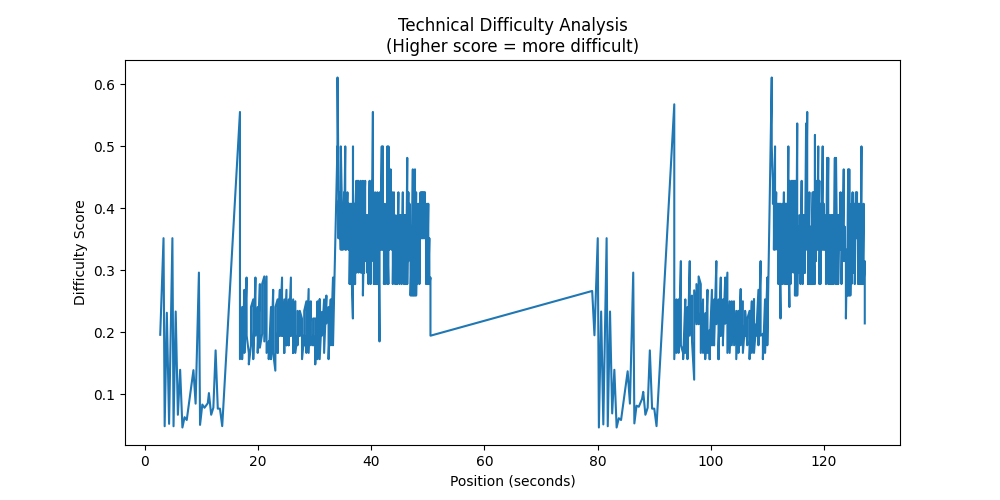 Technical Difficulty Analysis
(Higher score = more difficult)
Difficulty Score
0.6
0.5
0.4
0.3
0.2
0.1
0 20 40 60 80 100 120
Position (seconds)